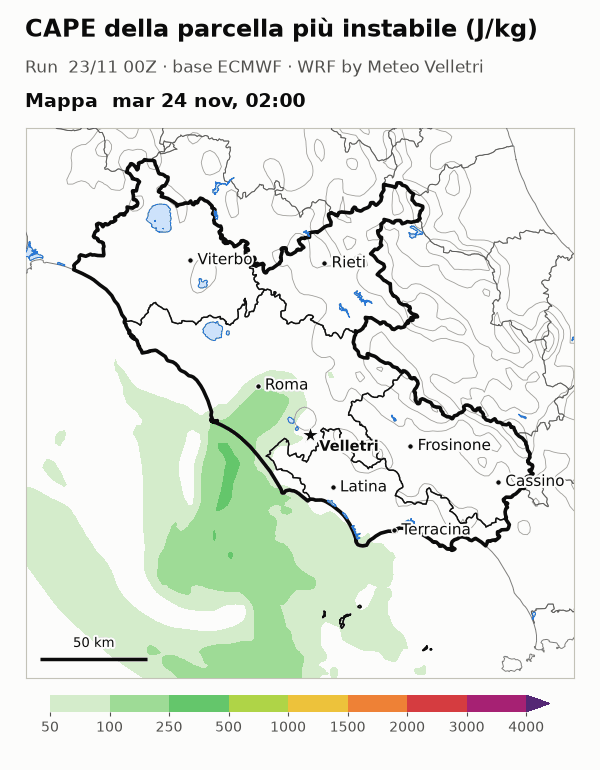 CAPE della parcella più instabile (J/kg)
Run  23/11 00Z · base ECMWF · WRF by Meteo Velletri
Mappa  mar 24 nov, 02:00
Viterbo
Rieti
Roma
Velletri
Frosinone
Cassino
Latina
Terracina
50 km
50 100 250 500 1000 1500 2000 3000 4000